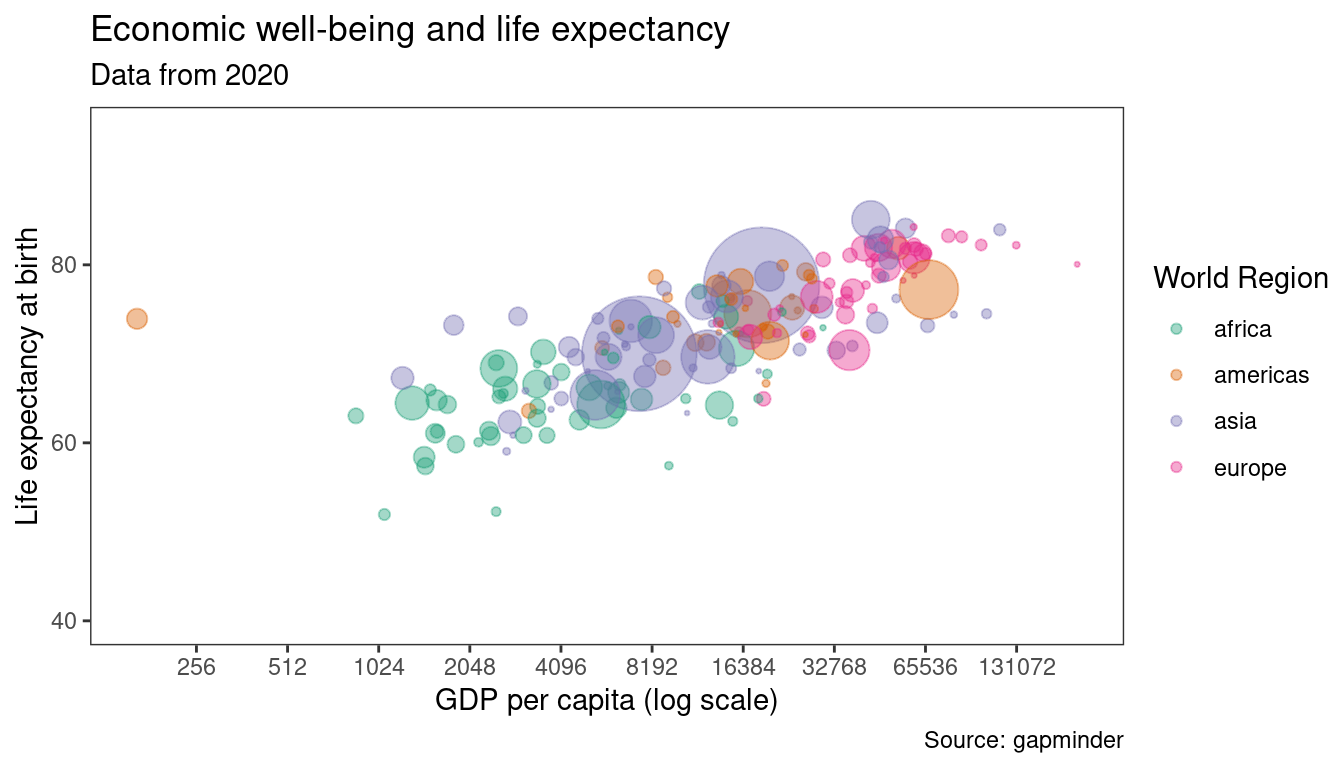 Economic well-being and life expectancy
Data from 2020
Life expectancy at birth
80
60
40
256 512 1024 2048 4096 8192 16384 32768 65536 131072
GDP per capita (log scale)
World Region
africa
americas
asia
europe
Source: gapminder